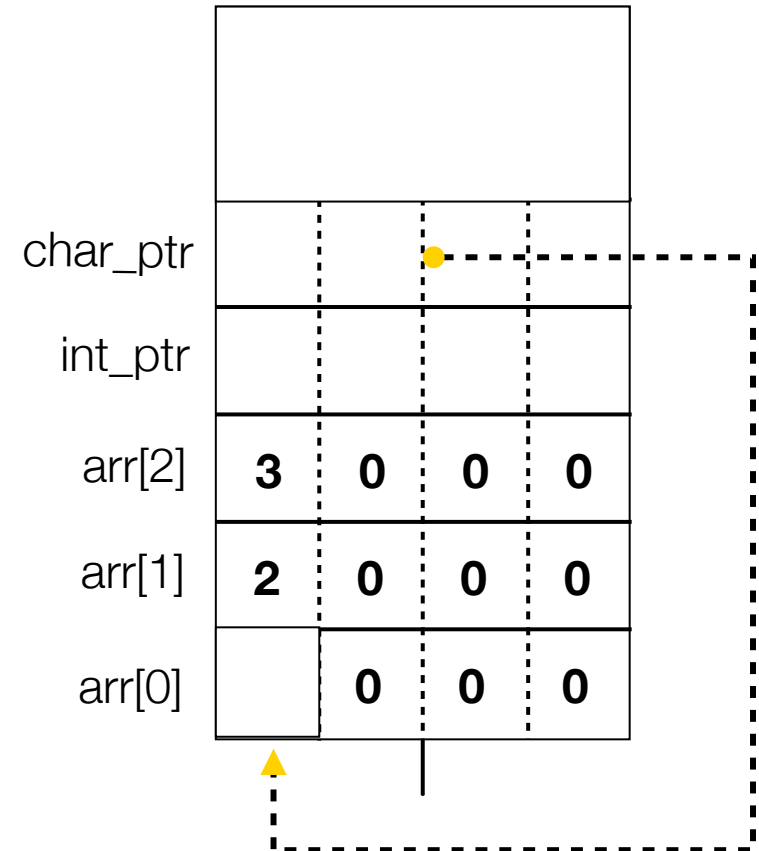 char_ptr
int_ptr
arr[2] 3 0 0 0
arr[1] 2 0 0 0
arr[0] 0 0 0